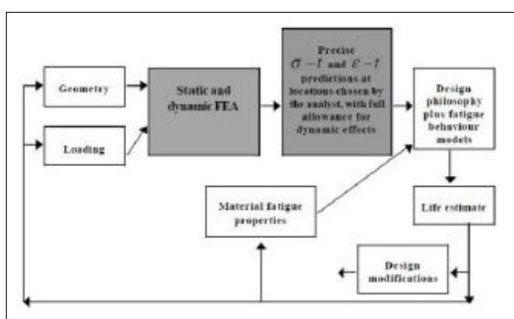 Geometry
Loading
Static and
dynamic FEA
Precise
σ – t and ε – t
predictions at
locations chosen by
the analyst, with full
allowance for
dynamic effects
Design
philosophy
plus fatigue
behaviour
models
Material fatigue
properties
Life estimate
Design
modifications